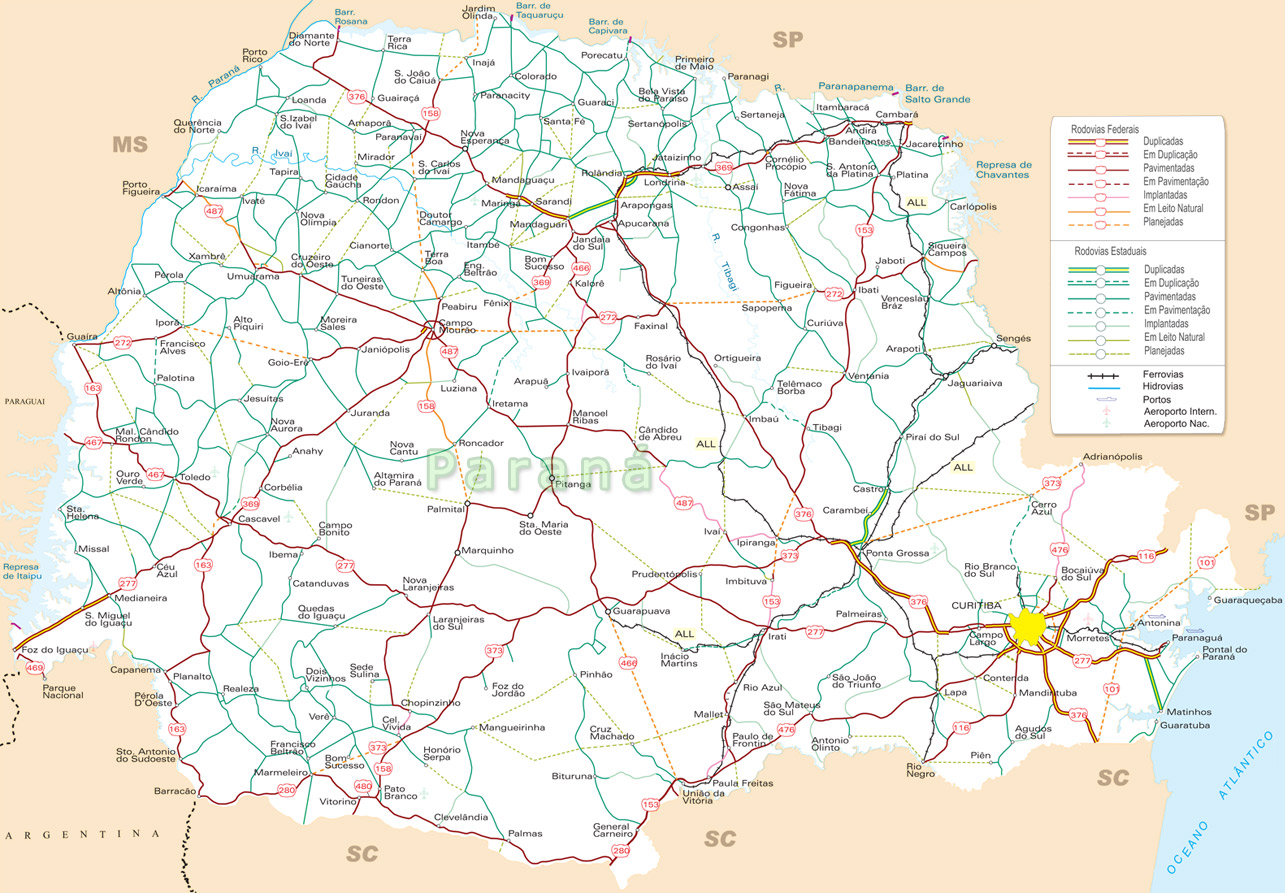 Jardim
Olinda
Barr. de
Taquaruçu
Barr.
Rosana
Barr. de
Capivara
SP
Diamante
do Norte
Terra
Rica
Porto
Rico
Inajá
Porecatu
Primeiro
de Maio
S. João
do Caiuá
Colorado
Paranagi
R. Paraná
Loanda
376
Guairaçá
Paranacity
Guaraci
Bela Vista
do Paraíso
R. Paranapanema
Barr. de
Salto Grande
158
Itambaracá
Querência
do Norte
S.Izabel
do Ivaí
Amaporã
Paranavaí
Santa Fé
Sertanópolis
Sertaneja
Cambará
Andirá
Bandeirantes
Jacarezinho
MS
Nova
Esperança
R. Ivaí
Mirador
Tapira
S. Carlos
do Ivaí
Jataizinho
Cornélio
Procópio
S. Antonio
da Platina
Platina
Represa de
Chavantes
369
Rolândia
Londrina
Porto
Figueira
Icaraíma
Cidade
Gaúcha
Mandaguaçu
Assaí
Nova
Fátima
Ivaté
Rondon
Maringá
Sarandi
Arapongas
ALL
Carlópolis
487
Nova
Olímpia
Doutor
Camargo
Mandaguari
Apucarana
Congonhas
153
Cianorte
Itambé
Jandaia
do Sul
R. Tibagi
Siqueira
Campos
Xambrê
Cruzeiro
do Oeste
Terra
Boa
Eng.
Beltrão
Bom
Sucesso
466
Jaboti
Pérola
Umuarama
Tuneiras
do Oeste
369
Kaloré
Figueira
272
Ibati
Altônia
Peabiru
Fênix
Sapopema
Venceslau
Bráz
Iporã
Alto
Piquiri
Moreira
Sales
Campo
Mourão
272
Faxinal
Curiúva
Guaíra
272
Francisco
Alves
Goio-Erê
Janiópolis
487
Rosário
do Ivaí
Ortigueira
Arapoti
Sengés
163
Palotina
Luziana
Arapuã
Ivaiporã
Telêmaco
Borba
Ventania
Jaguariaiva
PARAGUAI
Jesuítas
Juranda
158
Iretama
Manoel
Ribas
Imbaú
Tibagi
Nova
Aurora
467
Mal. Cândido
Rondon
Anahy
Nova
Cantu
Roncador
Cândido
de Abreu
ALL
Piraí do Sul
Paraná
Adrianópolis
Ouro
Verde
467
Toledo
Corbélia
Altamira
do Paraná
Pitanga
ALL
373
Castro
487
369
Sta.
Helena
Cascavel
Palmital
Sta. Maria
do Oeste
376
Carambeí
Cerro
Azul
SP
Campo
Bonito
Ivaí
Ipiranga
Missal
Ibema
Marquinho
373
Ponta Grossa
476
116
101
Represa
de Itaipu
Céu
Azul
163
277
Prudentópolis
Imbituva
Rio Branco
do Sul
Bocaiúva
do Sul
277
Catanduvas
Nova
Laranjeiras
Medianeira
153
376
CURITIBA
Guaraqueçaba
S. Miguel
do Iguaçu
Quedas
do Iguaçu
Laranjeiras
do Sul
Guarapuava
Palmeiras
Antonina
ALL
Irati
277
Campo
Largo
Morretes
Paranaguá
Foz do Iguaçu
373
466
Inácio
Martins
277
Pontal do
Paraná
469
Capanema
Planalto
Dois
Vizinhos
Sede
Sulina
Pinhão
São João
do Triunfo
Contenda
Parque
Nacional
Realeza
Foz do
Jordão
Rio Azul
Lapa
Mandirituba
101
Pérola
D'Oeste
Chopinzinho
São Mateus
do Sul
376
Matinhos
Verê
Cel.
Vivida
Mangueirinha
Mallet
476
116
Guaratuba
163
Cruz
Machado
Paulo de
Frontin
Antonio
Olinto
Agudos
do Sul
Sto. Antonio
do Sudoeste
Francisco
Beltrão
Bom
Sucesso
373
Honório
Serpa
Piên
Marmeleiro
158
Bituruna
Rio
Negro
SC
Barracão
280
480
Pato
Branco
Paula Freitas
União da
Vitória
Vitorino
153
Clevelândia
ARGENTINA
Palmas
General
Carneiro
280
SC
SC
OCEANO ATLÂNTICO
Rodovias Federais
Duplicadas
Em Duplicação
Pavimentadas
Em Pavimentação
Implantadas
Em Leito Natural
Planejadas
Rodovias Estaduais
Duplicadas
Em Duplicação
Pavimentadas
Em Pavimentação
Implantadas
Em Leito Natural
Planejadas
Ferrovias
Hidrovias
Portos
Aeroporto Intern.
Aeroporto Nac.